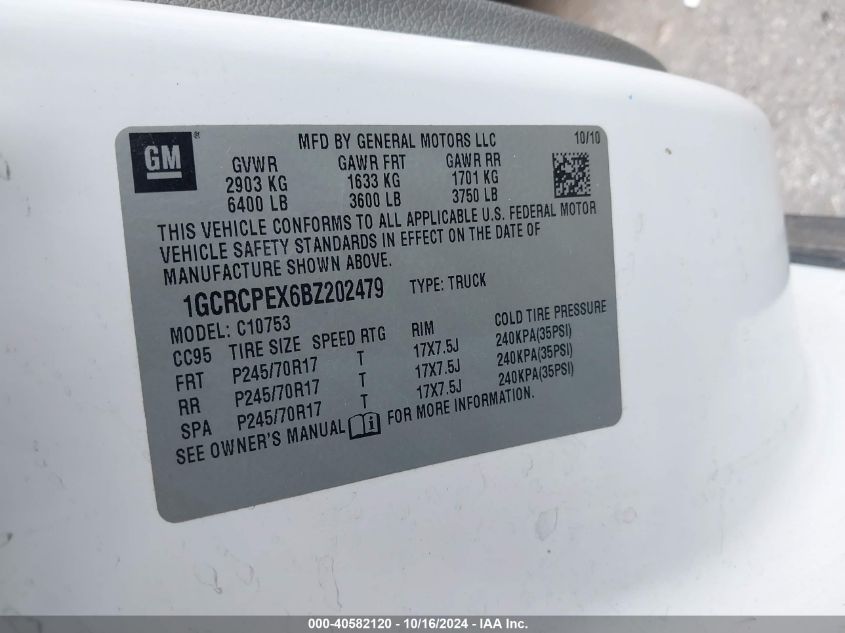 GM ®
MFD BY GENERAL MOTORS LLC 10/10
GVWR GAWR FRT GAWR RR
2903 KG 1633 KG 1701 KG
6400 LB 3600 LB 3750 LB
THIS VEHICLE CONFORMS TO ALL APPLICABLE U.S. FEDERAL MOTOR
VEHICLE SAFETY STANDARDS IN EFFECT ON THE DATE OF
MANUFACTURE SHOWN ABOVE.
1GCRCPEX6BZ202479 TYPE: TRUCK
MODEL: C10753
CC95 TIRE SIZE SPEED RTG RIM COLD TIRE PRESSURE
FRT P245/70R17 T 17X7.5J 240KPA(35PSI)
RR P245/70R17 T 17X7.5J 240KPA(35PSI)
SPA P245/70R17 T 17X7.5J 240KPA(35PSI)
SEE OWNER'S MANUAL i FOR MORE INFORMATION.
000-40582120 - 10/16/2024 - IAA Inc.